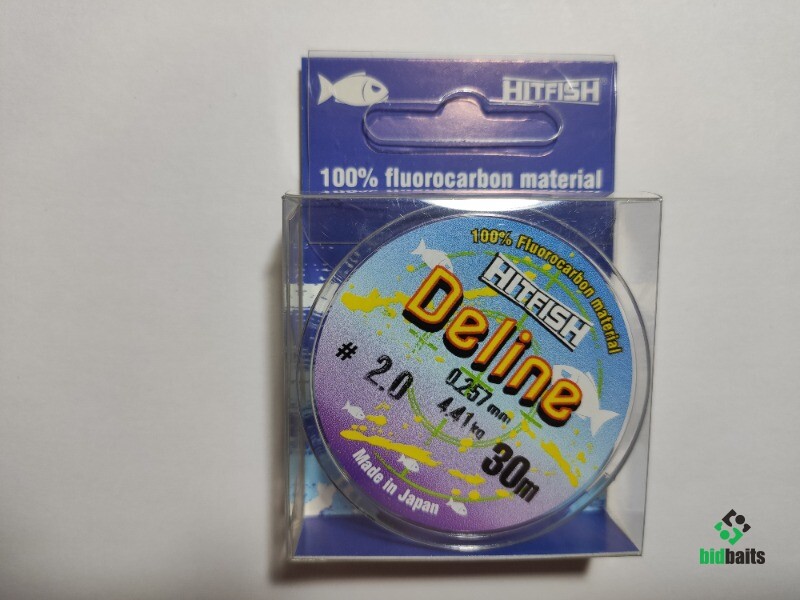 HITFISH
100% fluorocarbon material
100% Fluorocarbon material
HITFISH
Deline
# 2.0
0.257 mm
4.41 kg
30m
Made in Japan
bidbaits